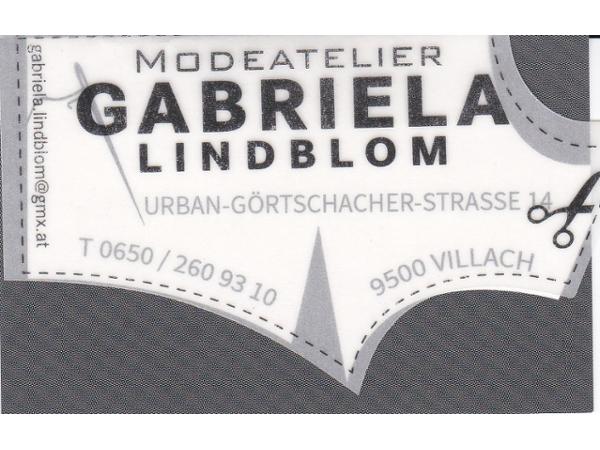 MODEATELIER
GABRIELA
LINDBLOM
URBAN-GÖRTSCHACHER-STRASSE 14
9500 VILLACH
T 0650 / 260 93 10
gabriela.lindblom@gmx.at